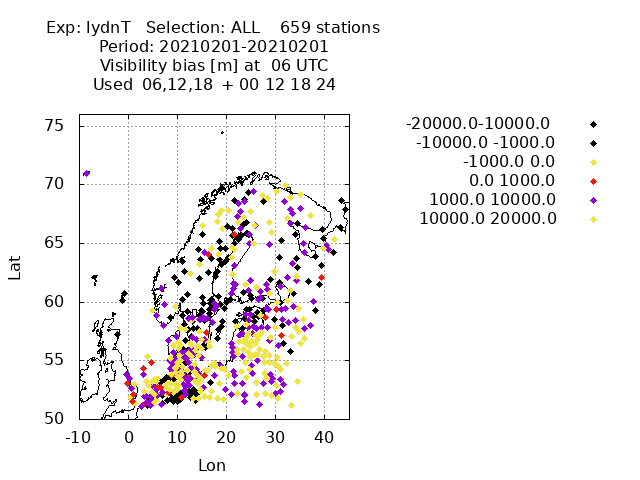 Exp: IydnT   Selection: ALL    659 stations
Period: 20210201-20210201
Visibility bias [m] at  06 UTC
Used  06,12,18  + 00 12 18 24
-20000.0-10000.0
-10000.0 -1000.0
-1000.0 0.0
0.0 1000.0
1000.0 10000.0
10000.0 20000.0
75
70
65
60
55
50
Lat
-10 0 10 20 30 40
Lon